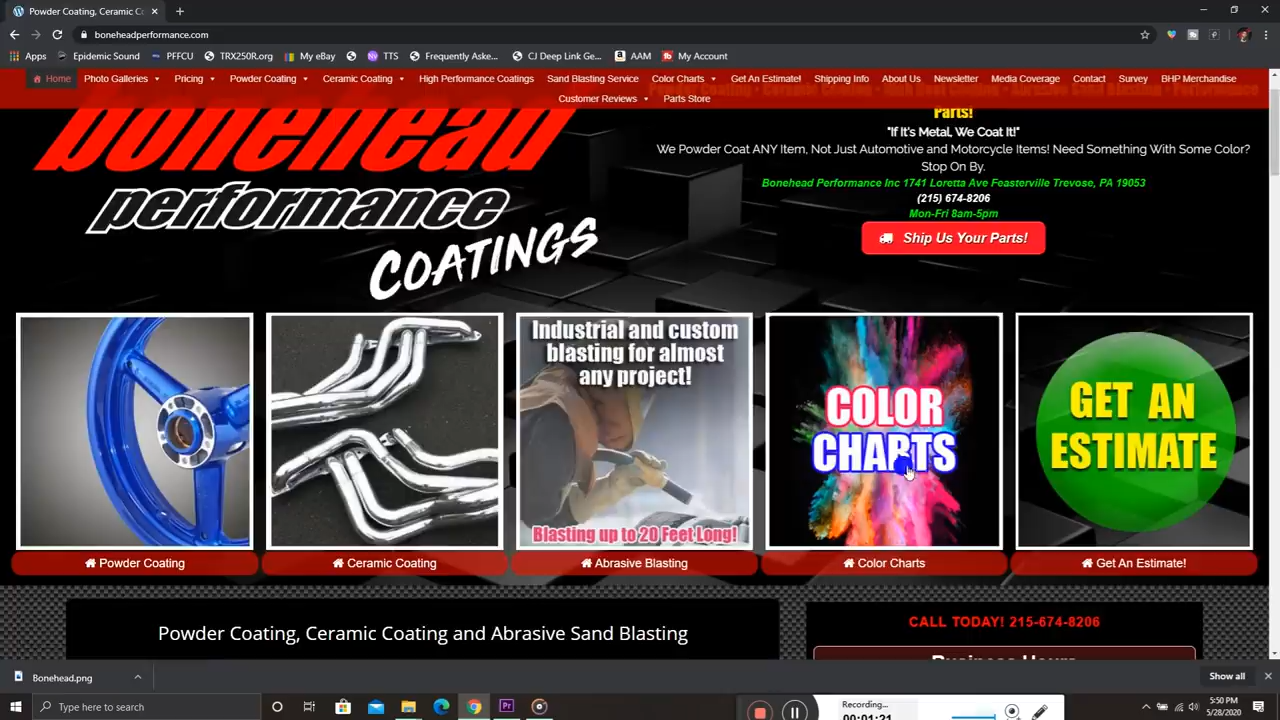 Powder Coating, Ceramic C
boneheadperformance.com
Apps Epidemic Sound PFFCU TRX250R.org My eBay TTS Frequently Aske... CJ Deep Link Ge... AAM My Account
Home Photo Galleries Pricing Powder Coating Ceramic Coating High Performance Coatings Sand Blasting Service Color Charts Get An Estimate! Shipping Info About Us Newsletter Media Coverage Contact Survey BHP Merchandise
Customer Reviews Parts Store
bonehead
performance
COATINGS
Parts!
"If It's Metal, We Coat It!"
We Powder Coat ANY Item, Not Just Automotive and Motorcycle Items! Need Something With Some Color?
Stop On By.
Bonehead Performance Inc 1741 Loretta Ave Feasterville Trevose, PA 19053
(215) 674-8206
Mon-Fri 8am-5pm
Ship Us Your Parts!
Industrial and custom
blasting for almost
any project!
Blasting up to 20 Feet Long!
COLOR
CHARTS
GET AN
ESTIMATE
Powder Coating
Ceramic Coating
Abrasive Blasting
Color Charts
Get An Estimate!
Powder Coating, Ceramic Coating and Abrasive Sand Blasting
CALL TODAY! 215-674-8206
Business Hours
Bonehead.png
Show all
Type here to search
Recording...
00:01:21
5:50 PM
5/28/2020